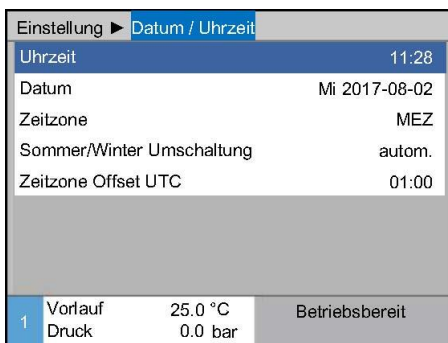 Einstellung ► Datum / Uhrzeit
Uhrzeit 11:28
Datum Mi 2017-08-02
Zeitzone MEZ
Sommer/Winter Umschaltung autom.
Zeitzone Offset UTC 01:00
1 Vorlauf 25.0 °C Betriebsbereit
Druck 0.0 bar